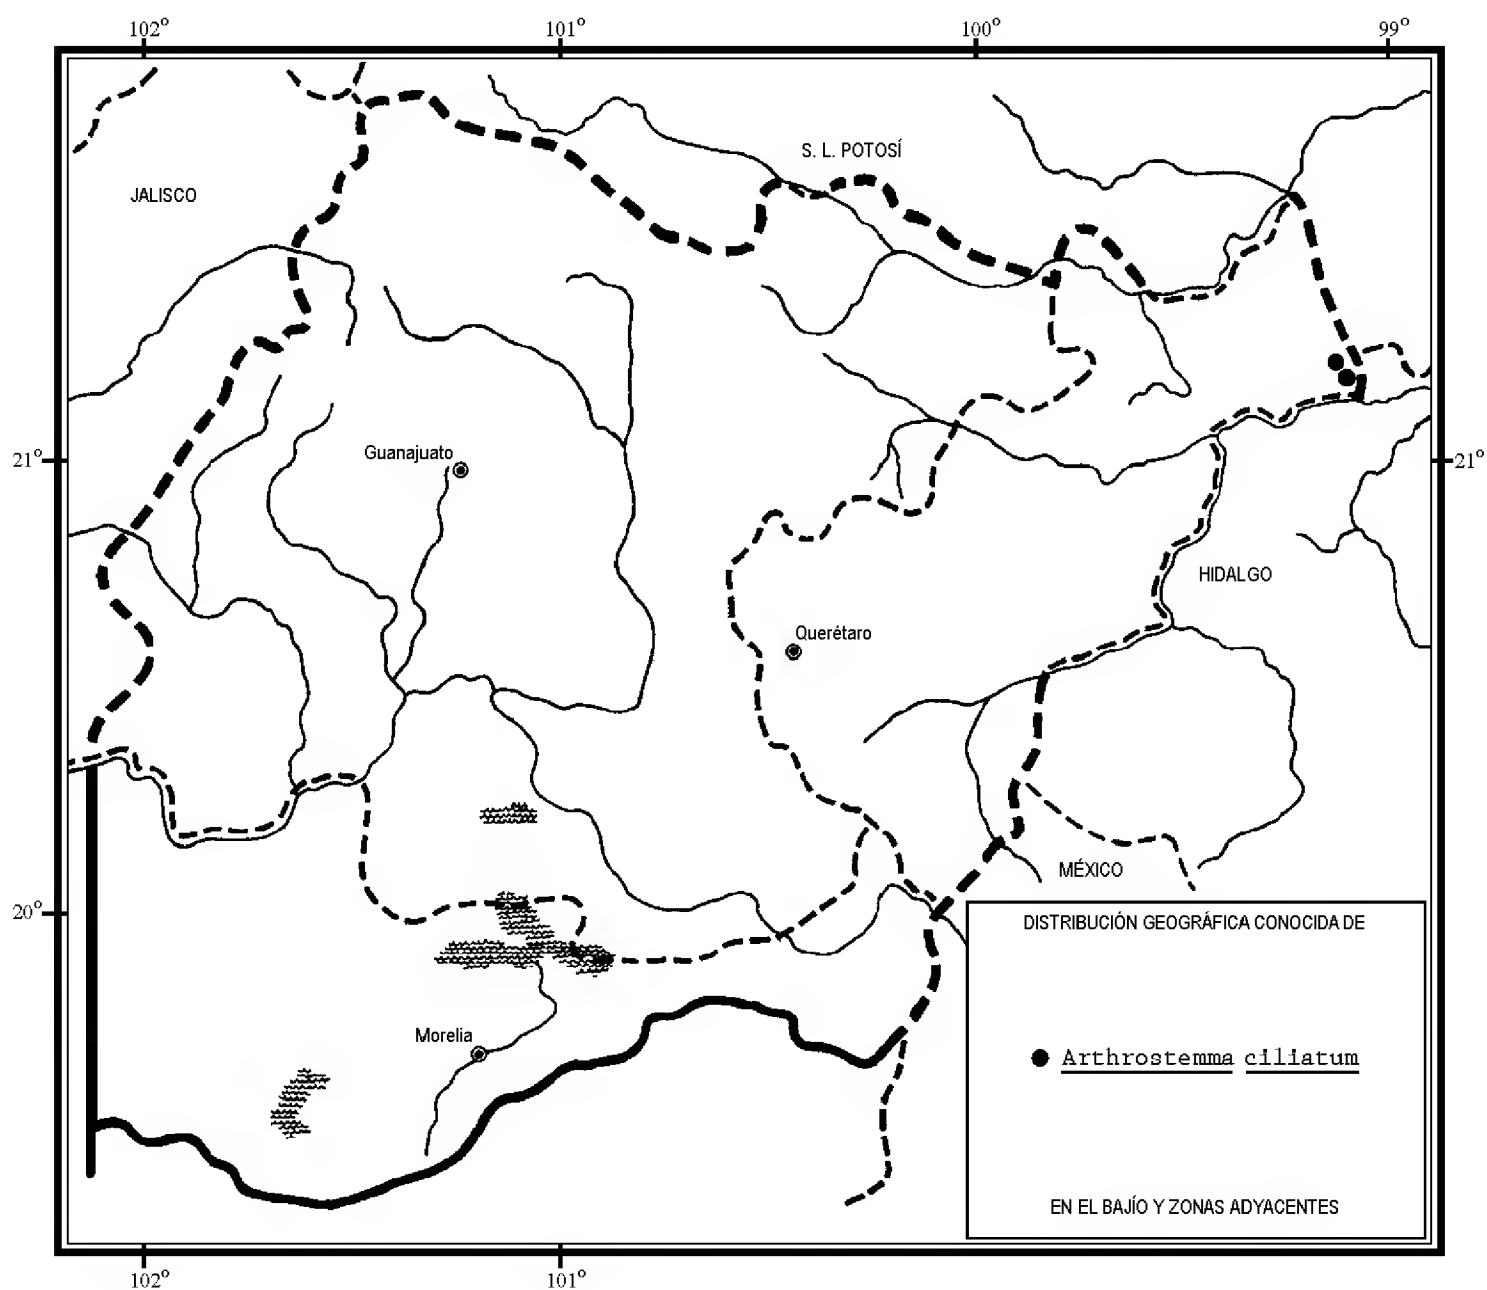 102° 101° 100° 99°
S. L. POTOSÍ
JALISCO
Guanajuato
21° 21°
HIDALGO
Querétaro
MÉXICO
20°
DISTRIBUCIÓN GEOGRÁFICA CONOCIDA DE
Morelia
Arthrostemma ciliatum
EN EL BAJÍO Y ZONAS ADYACENTES
102° 101°